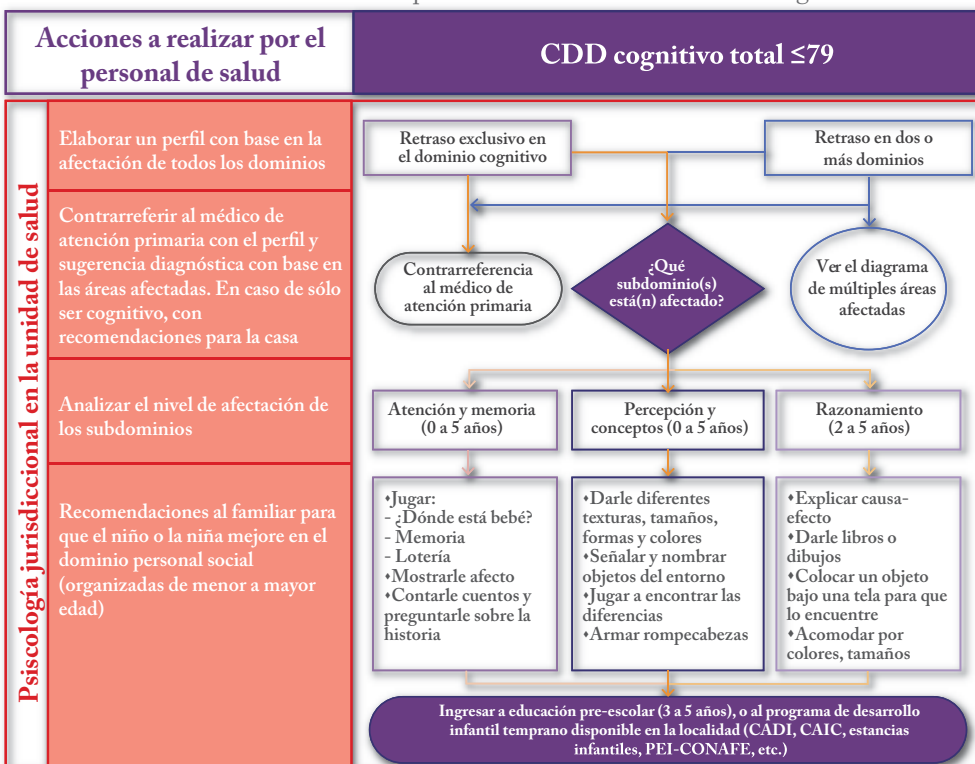 Acciones a realizar por el
personal de salud
CDD cognitivo total ≤79
Psiscología jurisdiccional en la unidad de salud
Elaborar un perfil con base en la
afectación de todos los dominios
Retraso exclusivo en
el dominio cognitivo
Retraso en dos o
más dominios
Contrarreferir al médico de
atención primaria con el perfil y
sugerencia diagnóstica con base en
las áreas afectadas. En caso de sólo
ser cognitivo, con
recomendaciones para la casa
Contrarreferencia
al médico de
atención primaria
¿Qué
subdominio(s)
está(n) afectado?
Ver el diagrama
de múltiples áreas
afectadas
Analizar el nivel de afectación de
los subdominios
Atención y memoria
(0 a 5 años)
Percepción y
conceptos (0 a 5 años)
Razonamiento
(2 a 5 años)
Recomendaciones al familiar para
que el niño o la niña mejore en el
dominio personal social
(organizadas de menor a mayor
edad)
•Jugar:
- ¿Dónde está bebé?
- Memoria
- Lotería
•Mostrarle afecto
•Contarle cuentos y
preguntarle sobre la
historia
•Darle diferentes
texturas, tamaños,
formas y colores
•Señalar y nombrar
objetos del entorno
•Jugar a encontrar las
diferencias
•Armar rompecabezas
•Explicar causa-
efecto
•Darle libros o
dibujos
•Colocar un objeto
bajo una tela para que
lo encuentre
•Acomodar por
colores, tamaños
Ingresar a educación pre-escolar (3 a 5 años), o al programa de desarrollo
infantil temprano disponible en la localidad (CADI, CAIC, estancias
infantiles, PEI-CONAFE, etc.)